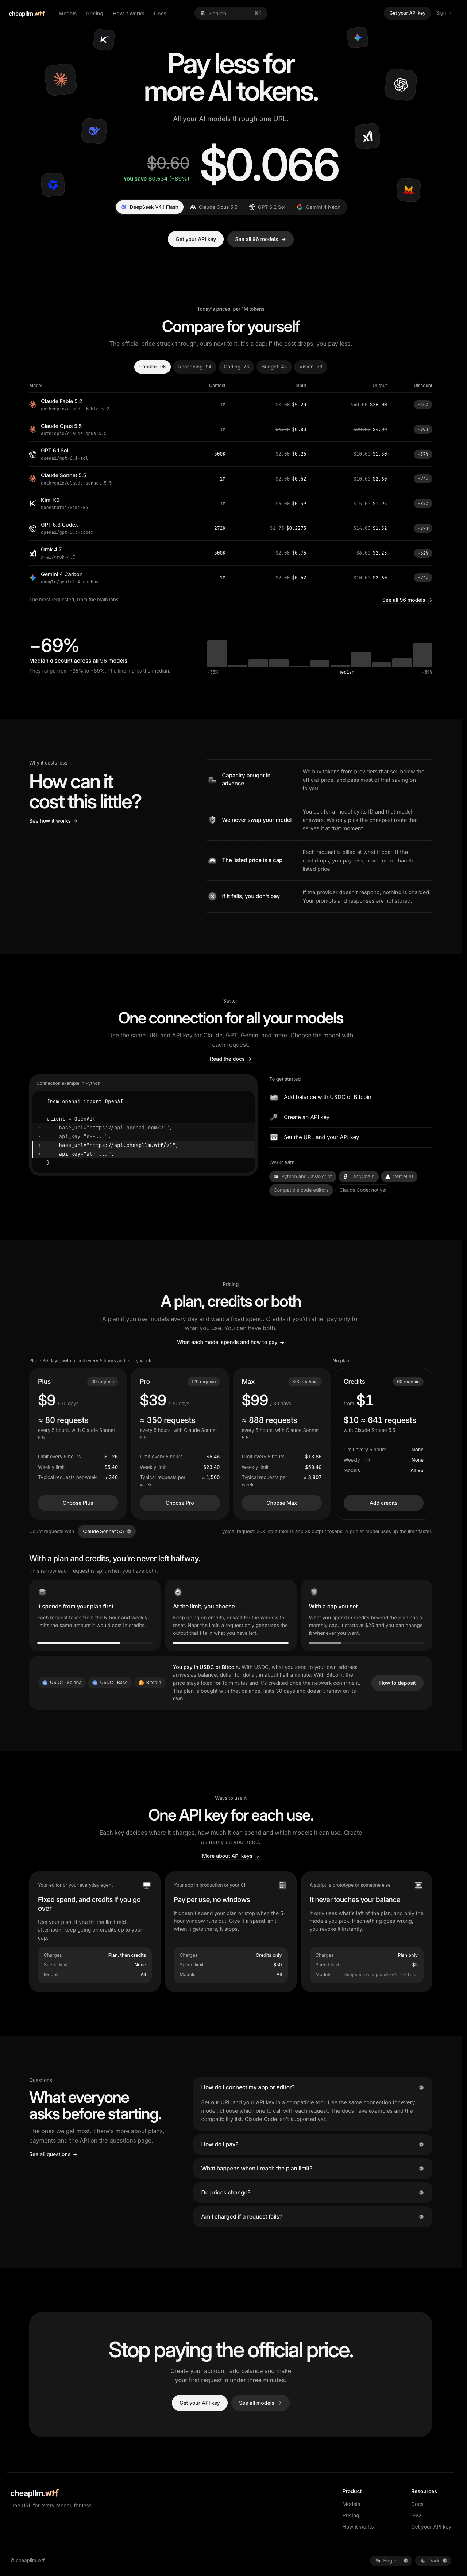 cheapllm.wtf
Models
Pricing
How it works
Docs
Search
⌘K
Get your API key
Sign in
Pay less for
more AI tokens.
All your AI models through one URL.
$0.60
You save $0.534 (−89%)
$0.066
DeepSeek V4.1 Flash
Claude Opus 5.5
GPT 6.2 Sol
Gemini 4 Neon
Get your API key
See all 96 models →
Today's prices, per 1M tokens
Compare for yourself
The official price struck through, ours next to it. It's a cap: if the cost drops, you pay less.
Popular 96
Reasoning 94
Coding 28
Budget 43
Vision 78
Model Context Input Output Discount
Claude Fable 5.2
anthropic/claude-fable-5.2
1M $5.20 $40.00 $26.00 −35%
Claude Opus 5.5
anthropic/claude-opus-5.5
1M $4.00 $0.80 $20.00 $4.00 −80%
GPT 6.1 Sol
openai/gpt-6.1-sol
500K $2.00 $0.26 $10.00 $1.30 −87%
Claude Sonnet 5.5
anthropic/claude-sonnet-5.5
1M $2.00 $0.52 $10.00 $2.60 −74%
Kimi K3
moonshotai/kimi-k3
1M $3.00 $0.39 $15.00 $1.95 −87%
GPT 5.3 Codex
openai/gpt-5.3-codex
272K $1.75 $0.2275 $14.00 $1.82 −87%
Grok 4.7
x-ai/grok-4.7
500K $2.00 $0.76 $6.00 $2.28 −62%
Gemini 4 Carbon
google/gemini-4-carbon
1M $2.00 $0.52 $10.00 $2.60 −74%
The most requested, from the main labs.
See all 96 models →
−69%
Median discount across all 96 models
They range from −35% to −89%. The line marks the median.
−35%
median
−89%
Why it costs less
How can it
cost this little?
See how it works →
Capacity bought in
advance
We buy tokens from providers that sell below the
official price, and pass most of that saving on
to you.
We never swap your model
You ask for a model by its ID and that model
answers. We only pick the cheapest route that
serves it at that moment.
The listed price is a cap
Each request is billed at what it cost. If the
cost drops, you pay less; never more than the
listed price.
If it fails, you don't pay
If the provider doesn't respond, nothing is charged.
Your prompts and responses are not stored.
Switch
One connection for all your models
Use the same URL and API key for Claude, GPT, Gemini and more. Choose the model with
each request.
Read the docs →
Connection example in Python
from openai import OpenAI
client = OpenAI(
- base_url="https://api.openai.com/v1",
- api_key="sk-...",
+ base_url="https://api.cheapllm.wtf/v1",
+ api_key="wtf_...",
)
To get started
Add balance with USDC or Bitcoin
Create an API key
Set the URL and your API key
Works with
Python and JavaScript
LangChain
Vercel AI
Compatible code editors
Claude Code: not yet
Pricing
A plan, credits or both
A plan if you use models every day and want a fixed spend. Credits if you'd rather pay only for
what you use. You can have both.
What each model spends and how to pay →
Plan · 30 days, with a limit every 5 hours and every week
No plan
Plus
60 req/min
$9 / 30 days
≈ 80 requests
every 5 hours, with Claude Sonnet
5.5
Limit every 5 hours $1.26
Weekly limit $5.40
Typical requests per week ≈ 346
Choose Plus
Pro
120 req/min
$39 / 30 days
≈ 350 requests
every 5 hours, with Claude Sonnet
5.5
Limit every 5 hours $5.46
Weekly limit $23.40
Typical requests per
week
≈ 1,500
Choose Pro
Max
300 req/min
$99 / 30 days
≈ 888 requests
every 5 hours, with Claude Sonnet
5.5
Limit every 5 hours $13.86
Weekly limit $59.40
Typical requests per
week
≈ 3,807
Choose Max
Credits
60 req/min
from $1
$10 ≈ 641 requests
with Claude Sonnet 5.5
Limit every 5 hours None
Weekly limit None
Models All 96
Add credits
Count requests with
Claude Sonnet 5.5
Typical request: 20k input tokens and 2k output tokens. A pricier model uses up the limit faster.
With a plan and credits, you're never left halfway.
This is how each request is split when you have both.
It spends from your plan first
Each request takes from the 5-hour and weekly
limits the same amount it would cost in credits.
At the limit, you choose
Keep going on credits, or wait for the window to
reset. Near the limit, a request only generates the
output that fits in what you have left.
With a cap you set
What you spend in credits beyond the plan has a
monthly cap. It starts at $25 and you can change
it whenever you want.
USDC · Solana
USDC · Base
Bitcoin
You pay in USDC or Bitcoin. With USDC, what you send to your own address
arrives as balance, dollar for dollar, in about half a minute. With Bitcoin, the
price stays fixed for 15 minutes and it's credited once the network confirms it.
The plan is bought with that balance, lasts 30 days and doesn't renew on its
own.
How to deposit
Ways to use it
One API key for each use.
Each key decides where it charges, how much it can spend and which models it can use. Create
as many as you need.
More about API keys →
Your editor or your everyday agent
Fixed spend, and credits if you go
over
Use your plan. If you hit the limit mid-
afternoon, keep going on credits up to your
cap.
Charges Plan, then credits
Spend limit None
Models All
Your app in production or your CI
Pay per use, no windows
It doesn't spend your plan or stop when the 5-
hour window runs out. Give it a spend limit:
when it gets there, it stops.
Charges Credits only
Spend limit $50
Models All
A script, a prototype or someone else
It never touches your balance
It only uses what's left of the plan, and only the
models you pick. If something goes wrong,
you revoke it instantly.
Charges Plan only
Spend limit $5
Models deepseek/deepseek-v4.1-flash
Questions
What everyone
asks before starting.
The ones we get most. There's more about plans,
payments and the API on the questions page.
See all questions →
How do I connect my app or editor?
Set our URL and your API key in a compatible tool. Use the same connection for every
model; choose which one to call with each request. The docs have examples and the
compatibility list. Claude Code isn't supported yet.
How do I pay?
What happens when I reach the plan limit?
Do prices change?
Am I charged if a request fails?
Stop paying the official price.
Create your account, add balance and make
your first request in under three minutes.
Get your API key
See all models →
cheapllm.wtf
One URL for every model, for less.
Product
Models
Pricing
How it works
Resources
Docs
FAQ
Get your API key
© cheapllm.wtf
English
Dark